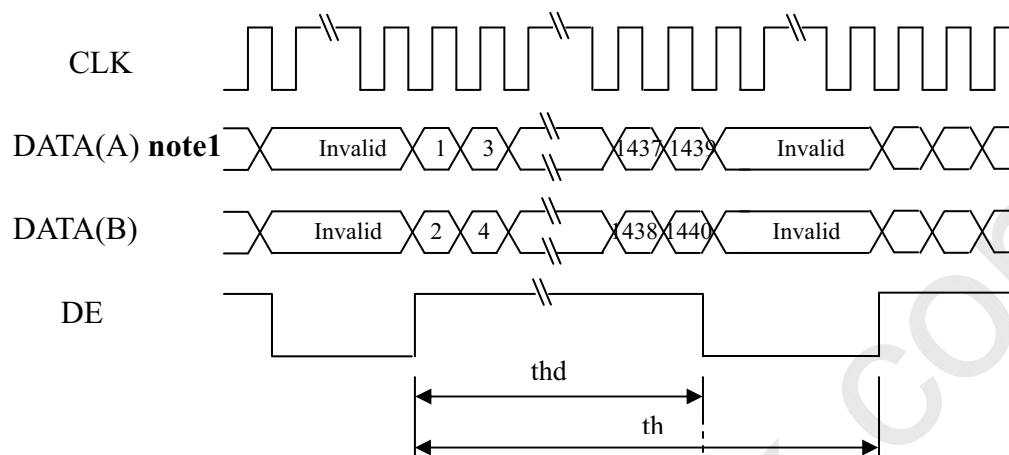 CLK
DATA(A) note1 Invalid 1 3 1437 1439 Invalid
DATA(B) Invalid 2 4 1438 1440 Invalid
DE
thd
th